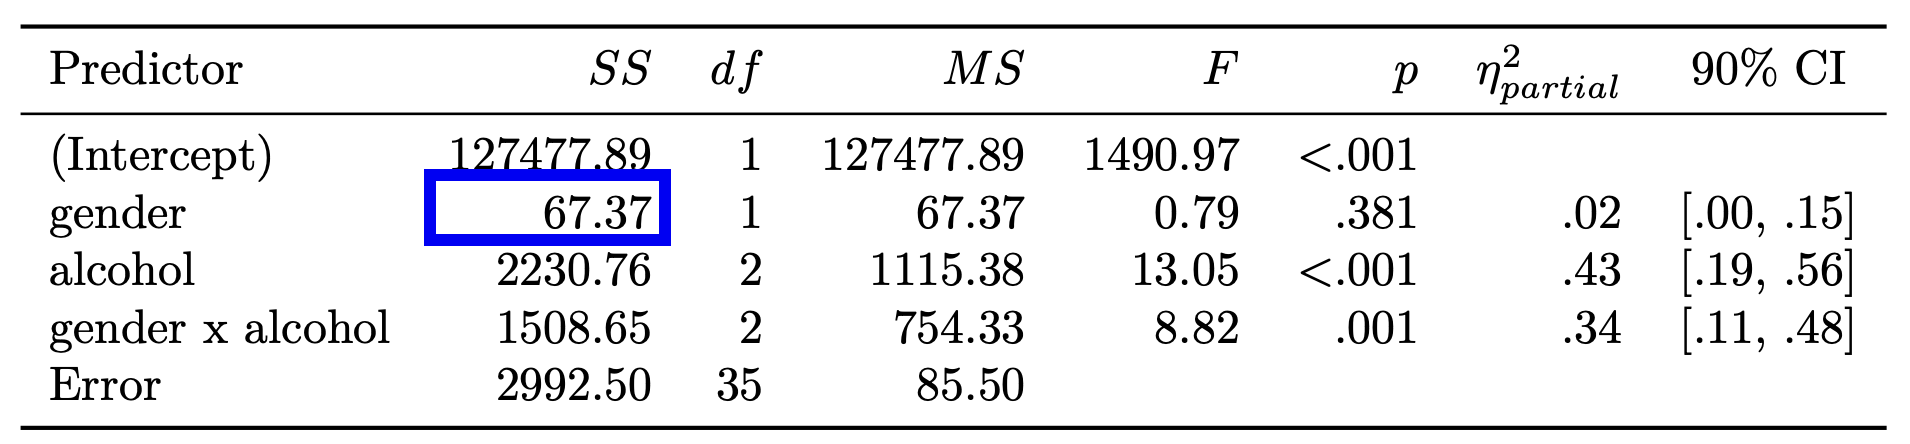 Predictor SS df MS F p η²partial 90% CI
(Intercept) 127477.89 1 127477.89 1490.97 <.001
gender 67.37 1 67.37 0.79 .381 .02 [.00, .15]
alcohol 2230.76 2 1115.38 13.05 <.001 .43 [.19, .56]
gender x alcohol 1508.65 2 754.33 8.82 .001 .34 [.11, .48]
Error 2992.50 35 85.50